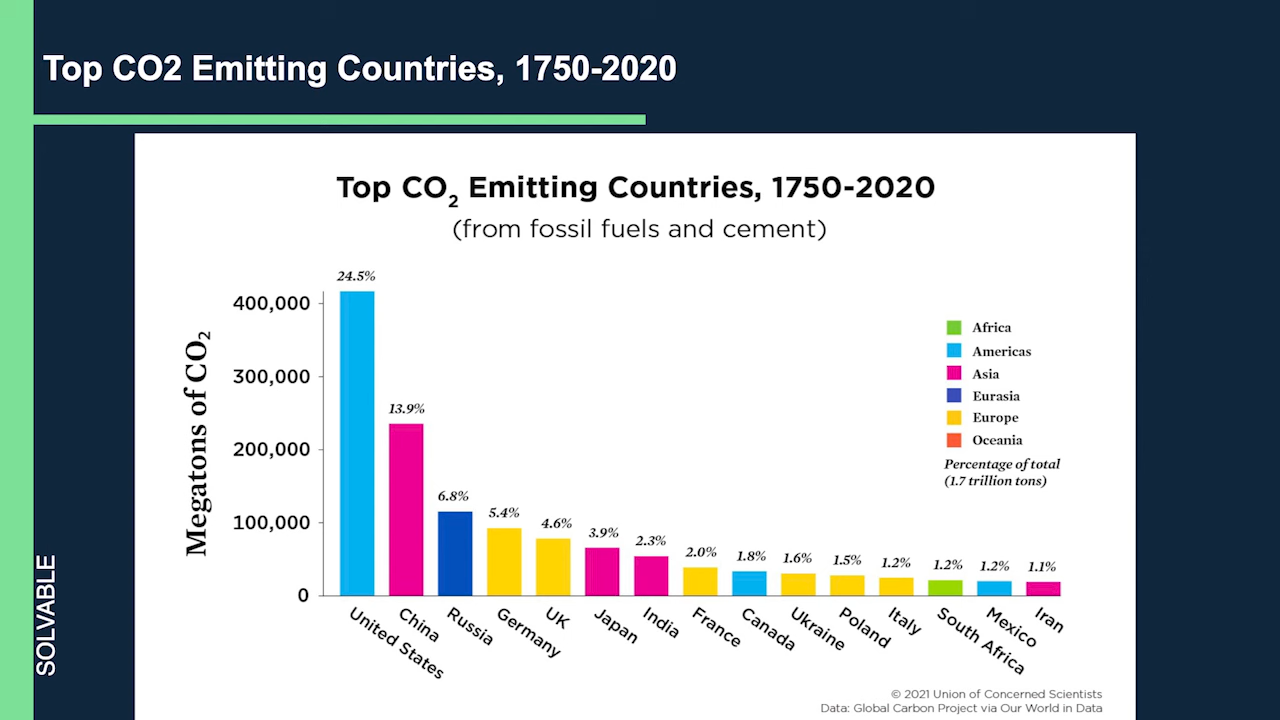 Top CO2 Emitting Countries, 1750-2020
Top CO2 Emitting Countries, 1750-2020
(from fossil fuels and cement)
Megatons of CO2
400,000
300,000
200,000
100,000
0
24.5%
13.9%
6.8%
5.4%
4.6%
3.9%
2.3%
2.0%
1.8%
1.6%
1.5%
1.2%
1.2%
1.2%
1.1%
United States
China
Russia
Germany
UK
Japan
India
France
Canada
Ukraine
Poland
Italy
South Africa
Mexico
Iran
Africa
Americas
Asia
Eurasia
Europe
Oceania
Percentage of total
(1.7 trillion tons)
© 2021 Union of Concerned Scientists
Data: Global Carbon Project via Our World in Data
SOLVABLE